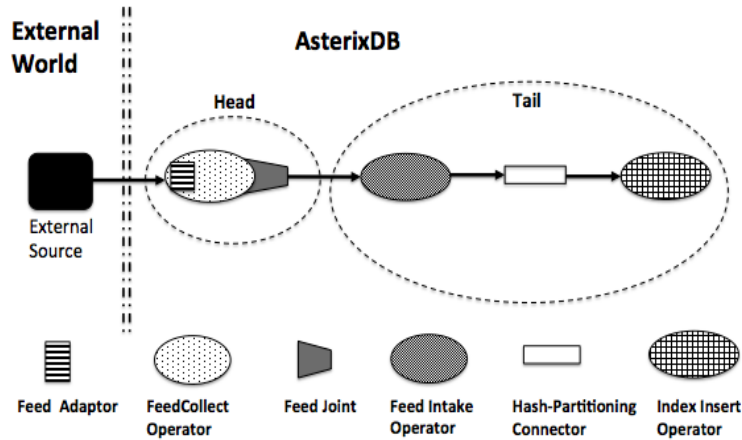 External
World
AsterixDB
Head
Tail
External
Source
Feed Adaptor
FeedCollect
Operator
Feed Joint
Feed Intake
Operator
Hash-Partitioning
Connector
Index Insert
Operator